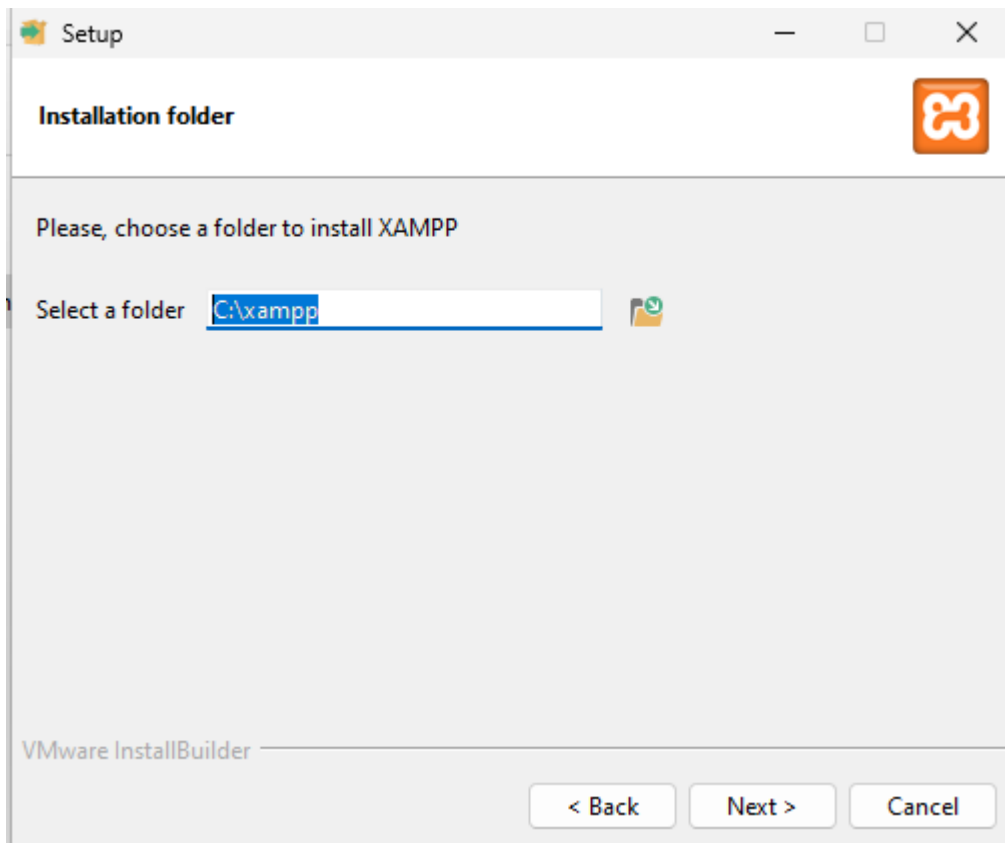 Setup
Installation folder
Please, choose a folder to install XAMPP
Select a folder C:\xampp
VMware InstallBuilder
< Back Next > Cancel